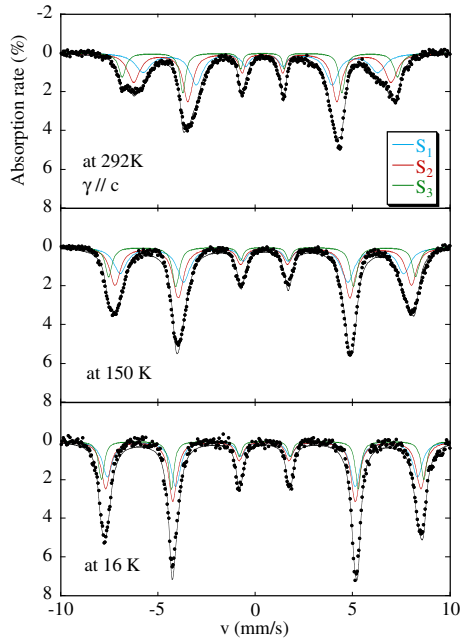 -2
0
2
4
6
8
Absorption rate (%)
at 292K
γ // c
S1
S2
S3
0
2
4
6
8
at 150 K
0
2
4
6
8
at 16 K
-10 -5 0 5 10
v (mm/s)